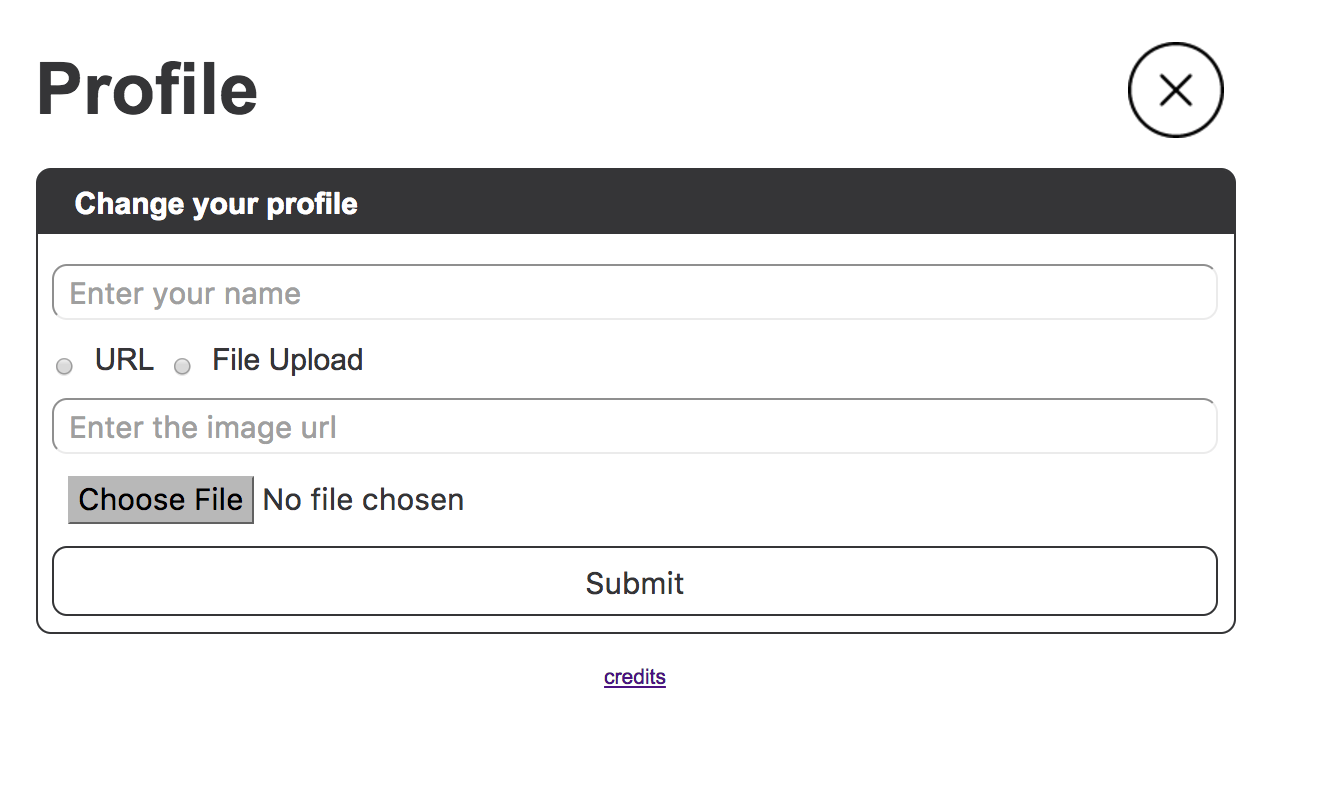 Profile
Change your profile
Enter your name
URL File Upload
Enter the image url
Choose File No file chosen
Submit
credits